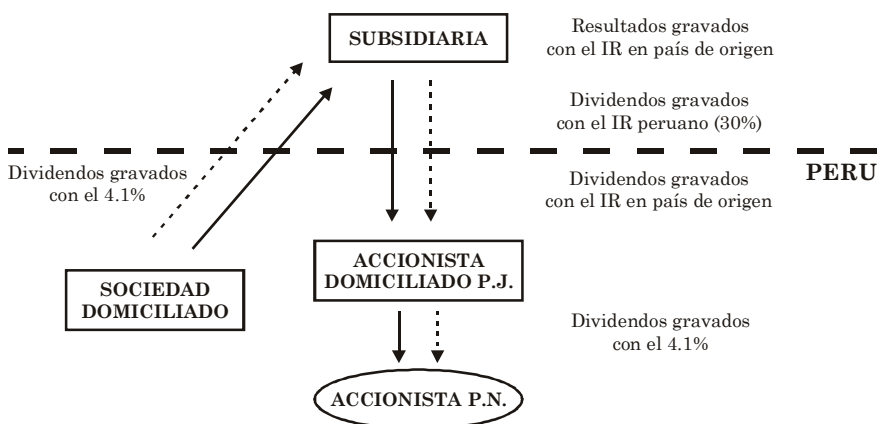 SUBSIDIARIA
Resultados gravados
con el IR en país de origen
Dividendos gravados
con el IR peruano (30%)
Dividendos gravados
con el 4.1%
PERU
Dividendos gravados
con el IR en país de origen
SOCIEDAD
DOMICILIADO
ACCIONISTA
DOMICILIADO P.J.
Dividendos gravados
con el 4.1%
ACCIONISTA P.N.